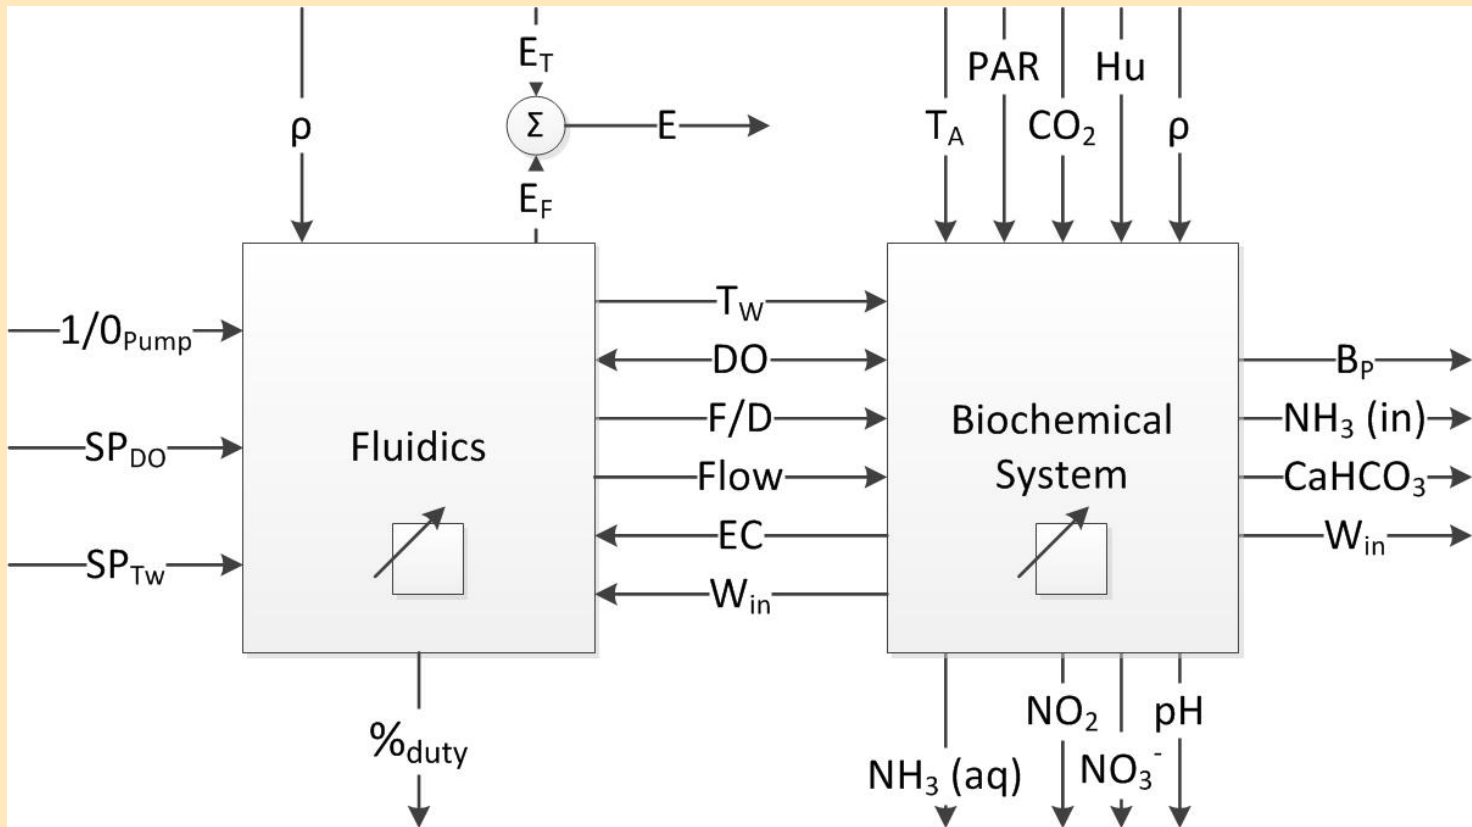 E_T
PAR
Hu
ρ
Σ
E
T_A
CO₂
ρ
E_F
T_W
1/0_Pump
DO
B_P
F/D
Biochemical
System
NH₃ (in)
Fluidics
SP_DO
Flow
CaHCO₃
EC
W_in
SP_Tw
W_in
NO₂
pH
%_duty
NH₃ (aq)
NO₃⁻